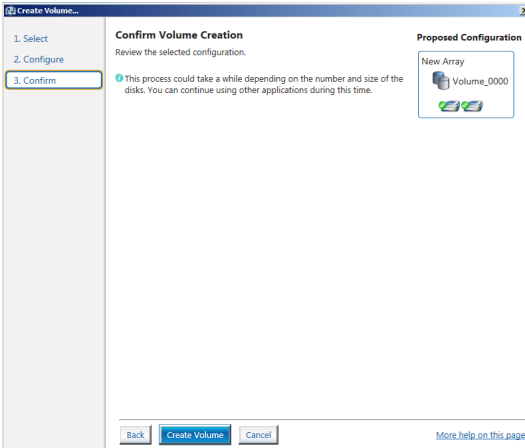 Create Volume...
1. Select
2. Configure
3. Confirm
Confirm Volume Creation
Review the selected configuration.
This process could take a while depending on the number and size of the
disks. You can continue using other applications during this time.
Proposed Configuration
New Array
Volume_0000
Back
Create Volume
Cancel
More help on this page